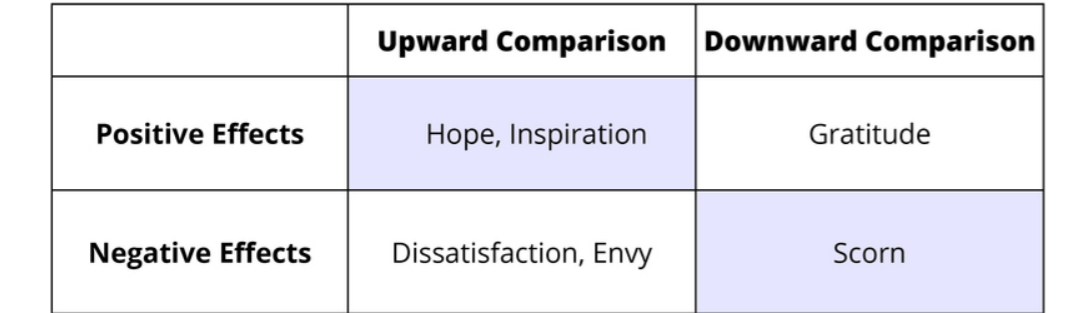 Upward Comparison Downward Comparison
Positive Effects Hope, Inspiration Gratitude
Negative Effects Dissatisfaction, Envy Scorn